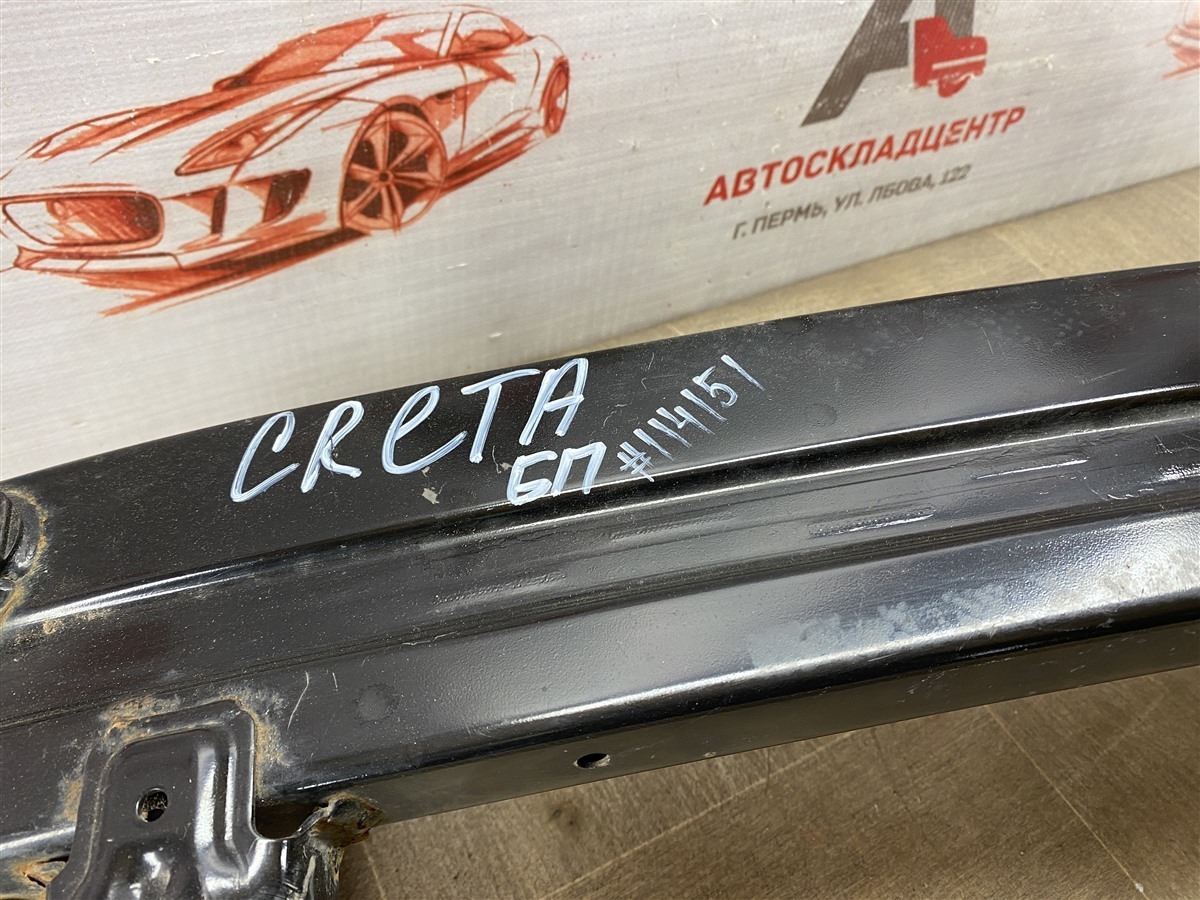 АВТОСКЛАДЦЕНТР
Г. ПЕРМЬ, УЛ. ЛБОВА, 122
CRETA
БП #114151